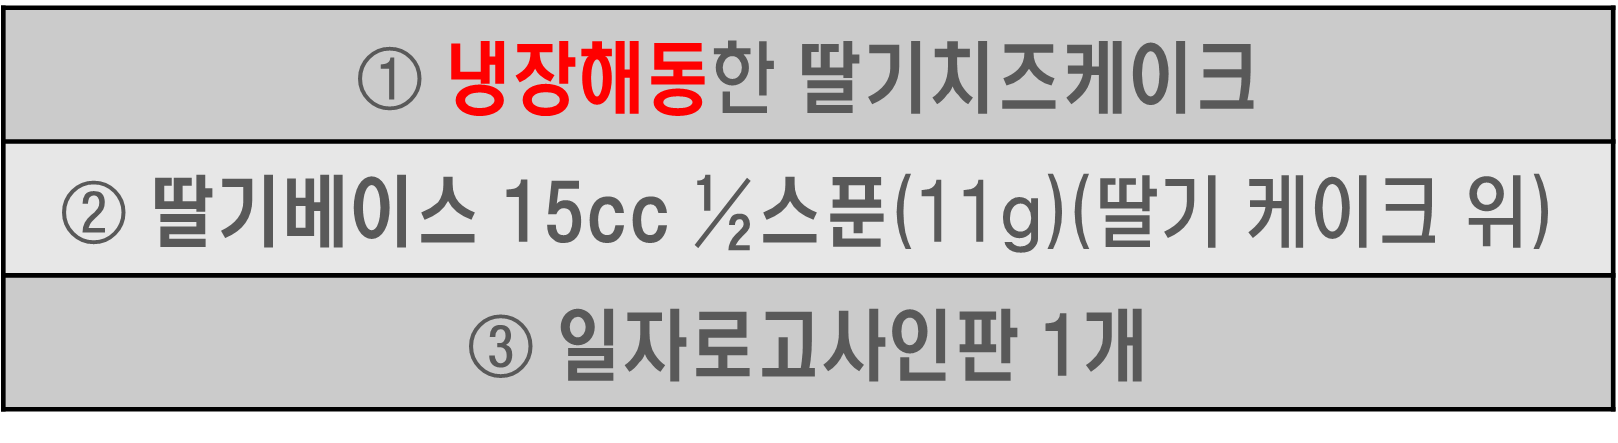 ① 냉장해동한 딸기치즈케이크
② 딸기베이스 15cc ½스푼(11g)(딸기 케이크 위)
③ 일자로고사인판 1개